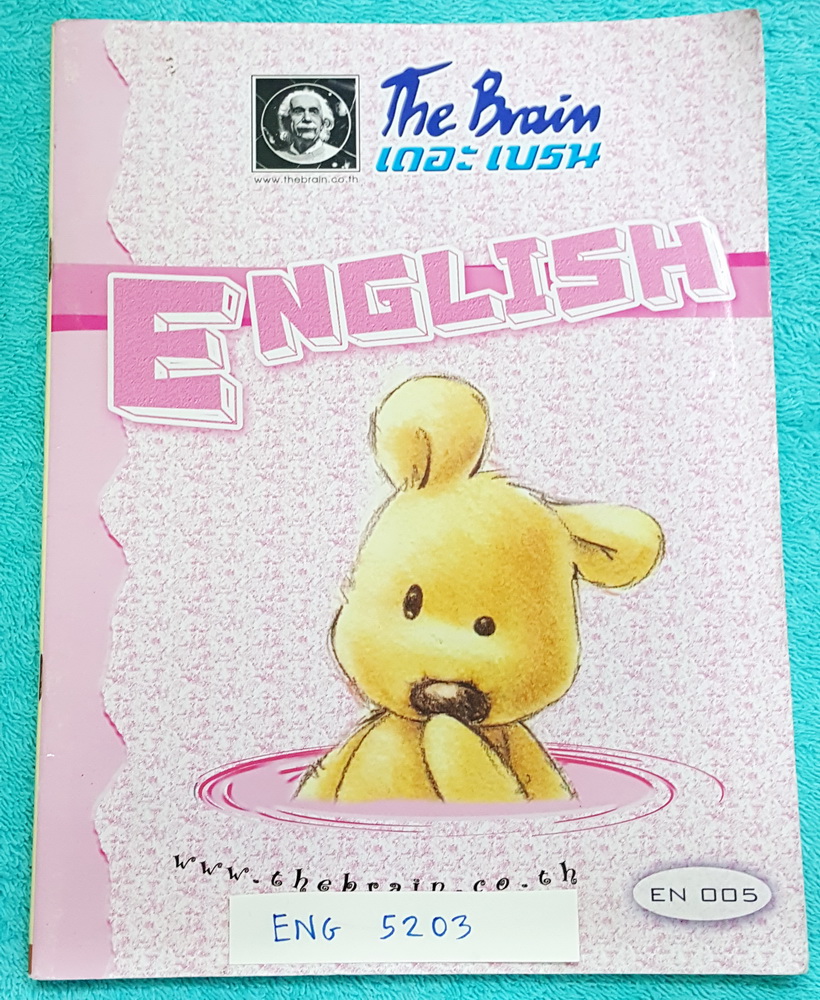 The Brain
เดอะเบรน
www.thebrain.co.th
ENGLISH
www.thebrain.co.th
EN 005
ENG 5203